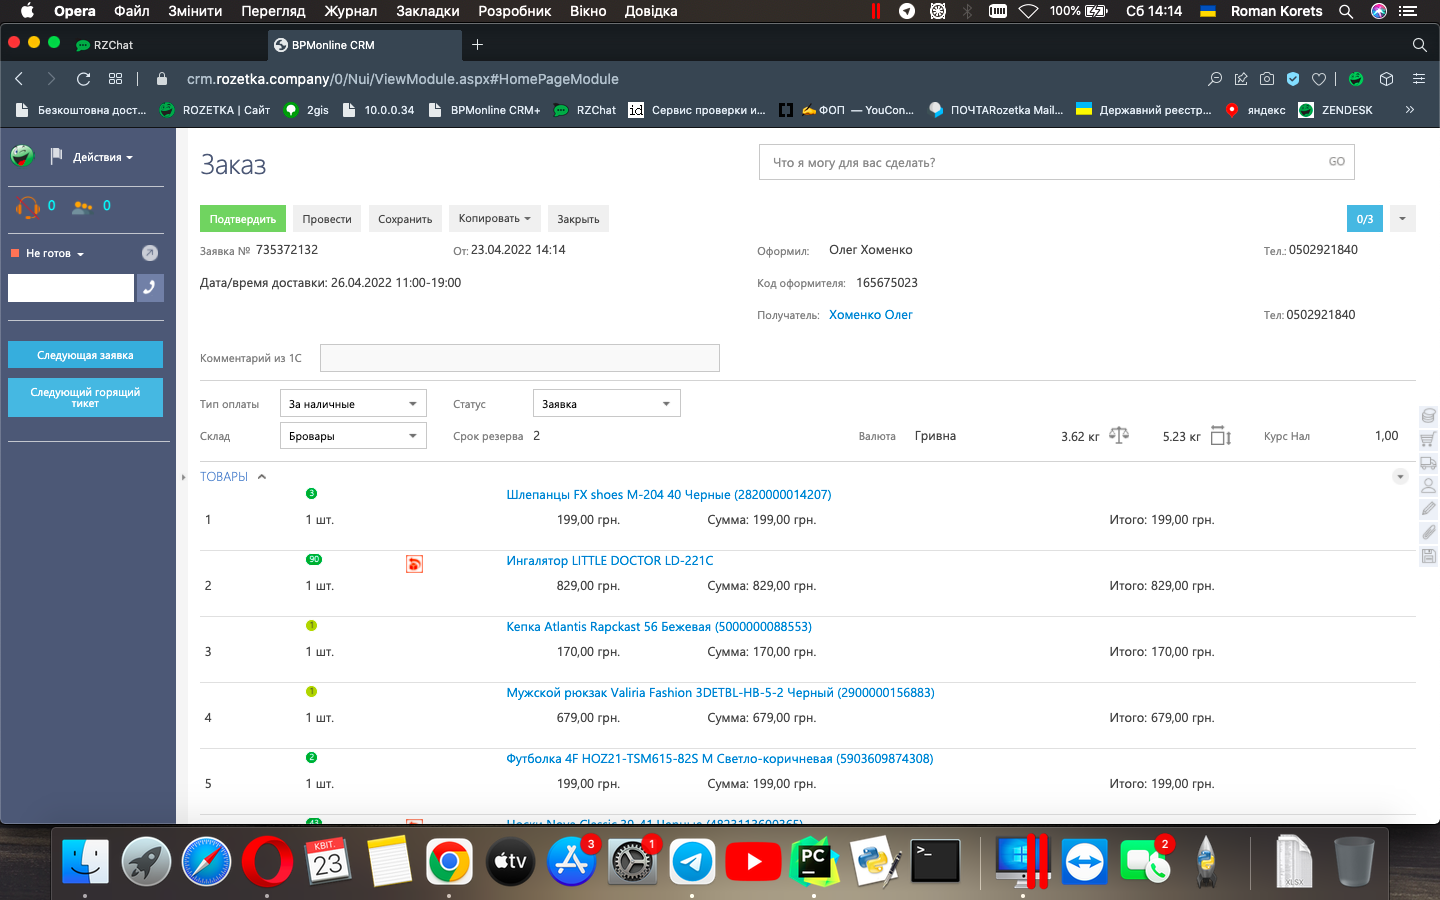 Opera Файл Змінити Перегляд Журнал Закладки Розробник Вікно Довідка 100% Сб 14:14 Roman Korets
RZChat BPMonline CRM
crm.rozetka.company/0/Nui/ViewModule.aspx#HomePageModule
Безкоштовна дост... ROZETKA | Сайт 2gis 10.0.0.34 BPMonline CRM+ RZChat id Сервис проверки и... ✍ФОП — YouCon... ПОЧТАRozetka Mail... Державний реєстр... яндекс ZENDESK »
Действия
0 0
Не готов
Следующая заявка
Следующий горящий
тикет
Заказ
Что я могу для вас сделать? GO
Подтвердить Провести Сохранить Копировать Закрыть 0/3
Заявка № 735372132 От: 23.04.2022 14:14 Оформил: Олег Хоменко Тел.: 0502921840
Дата/время доставки: 26.04.2022 11:00-19:00 Код оформителя: 165675023
Получатель: Хоменко Олег Тел: 0502921840
Комментарий из 1С
Тип оплаты За наличные Статус Заявка
Склад Бровары Срок резерва 2 Валюта Гривна 3.62 кг 5.23 кг Курс Нал 1,00
ТОВАРЫ
3 Шлепанцы FX shoes М-204 40 Черные (2820000014207)
1 1 шт. 199,00 грн. Сумма: 199,00 грн. Итого: 199,00 грн.
90 Ингалятор LITTLE DOCTOR LD-221C
2 1 шт. 829,00 грн. Сумма: 829,00 грн. Итого: 829,00 грн.
1 Кепка Atlantis Rapckast 56 Бежевая (5000000088553)
3 1 шт. 170,00 грн. Сумма: 170,00 грн. Итого: 170,00 грн.
1 Мужской рюкзак Valiria Fashion 3DETBL-HB-5-2 Черный (2900000156883)
4 1 шт. 679,00 грн. Сумма: 679,00 грн. Итого: 679,00 грн.
2 Футболка 4F HOZ21-TSM615-82S M Светло-коричневая (5903609874308)
5 1 шт. 199,00 грн. Сумма: 199,00 грн. Итого: 199,00 грн.
43 Носки Nova Classic 39-41 Черные (4823113600365)
КВІТ.
23
tv
3
1
PC
>_
2
XLSX